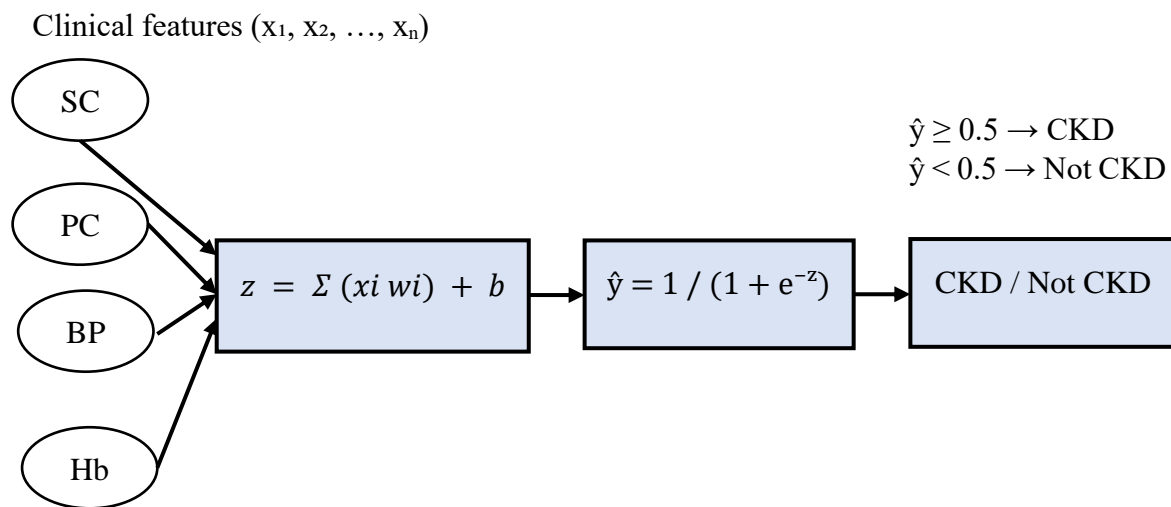 Clinical features (x₁, x₂, …, xₙ)
SC
PC
BP
Hb
z = Σ (xi wi) + b
ŷ = 1 / (1 + e⁻ᶻ)
ŷ ≥ 0.5 → CKD
ŷ < 0.5 → Not CKD
CKD / Not CKD